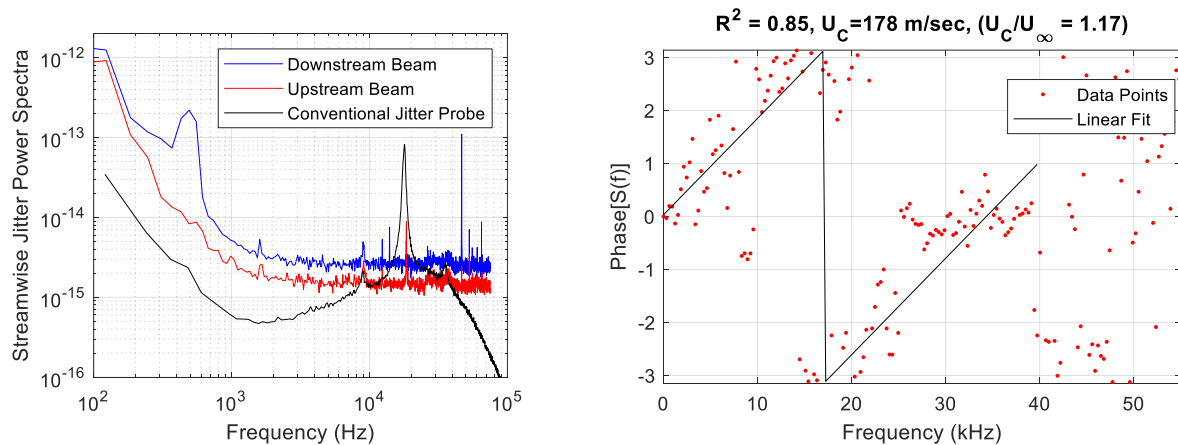 10^-12
10^-13
10^-14
10^-15
10^-16
10^2
10^3
10^4
10^5
Streamwise Jitter Power Spectra
Frequency (Hz)
Downstream Beam
Upstream Beam
Conventional Jitter Probe
R^2 = 0.85, U_C=178 m/sec, (U_C/U_∞ = 1.17)
3
2
1
0
-1
-2
-3
0
10
20
30
40
50
Phase[S(f)]
Frequency (kHz)
Data Points
Linear Fit